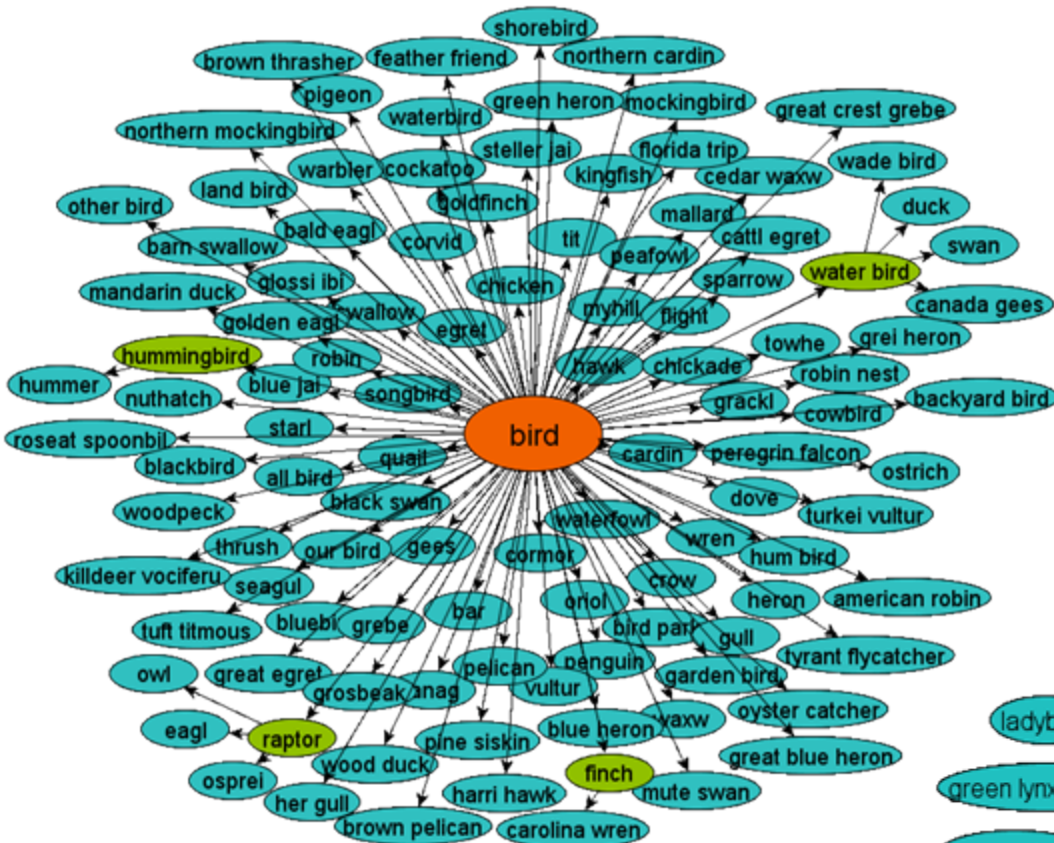 shorebird
brown thrasher
feather friend
northern cardin
pigeon
green heron
mockingbird
great crest grebe
waterbird
northern mockingbird
steller jai
florida trip
wade bird
warbler
cockatoo
kingfish
cedar waxw
land bird
goldfinch
other bird
mallard
duck
bald eagl
corvid
tit
cattl egret
barn swallow
peafowl
swan
water bird
glossi ibi
chicken
sparrow
mandarin duck
canada gees
swallow
myhill
flight
golden eagl
egret
grei heron
towhe
hummingbird
robin
hawk
chickade
robin nest
hummer
blue jai
songbird
nuthatch
grackl
cowbird
backyard bird
starl
bird
roseat spoonbil
quail
cardin
peregrin falcon
blackbird
all bird
ostrich
black swan
dove
woodpeck
waterfowl
turkei vultur
thrush
our bird
gees
cormor
wren
hum bird
killdeer vociferu
seagul
crow
bar
oriol
heron
american robin
tuft titmous
bluebi
grebe
bird park
gull
tyrant flycatcher
owl
great egret
pelican
penguin
garden bird
grosbeak
anag
vultur
oyster catcher
eagl
raptor
pine siskin
blue heron
waxw
ladyb
great blue heron
wood duck
osprei
finch
mute swan
green lynx
her gull
harri hawk
brown pelican
carolina wren